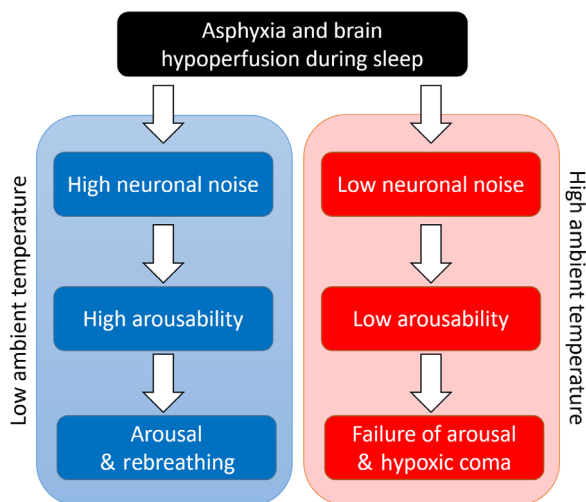 Asphyxia and brain
hypoperfusion during sleep
Low ambient temperature
High neuronal noise
High arousability
Arousal
& rebreathing
Low neuronal noise
Low arousability
Failure of arousal
& hypoxic coma
High ambient temperature